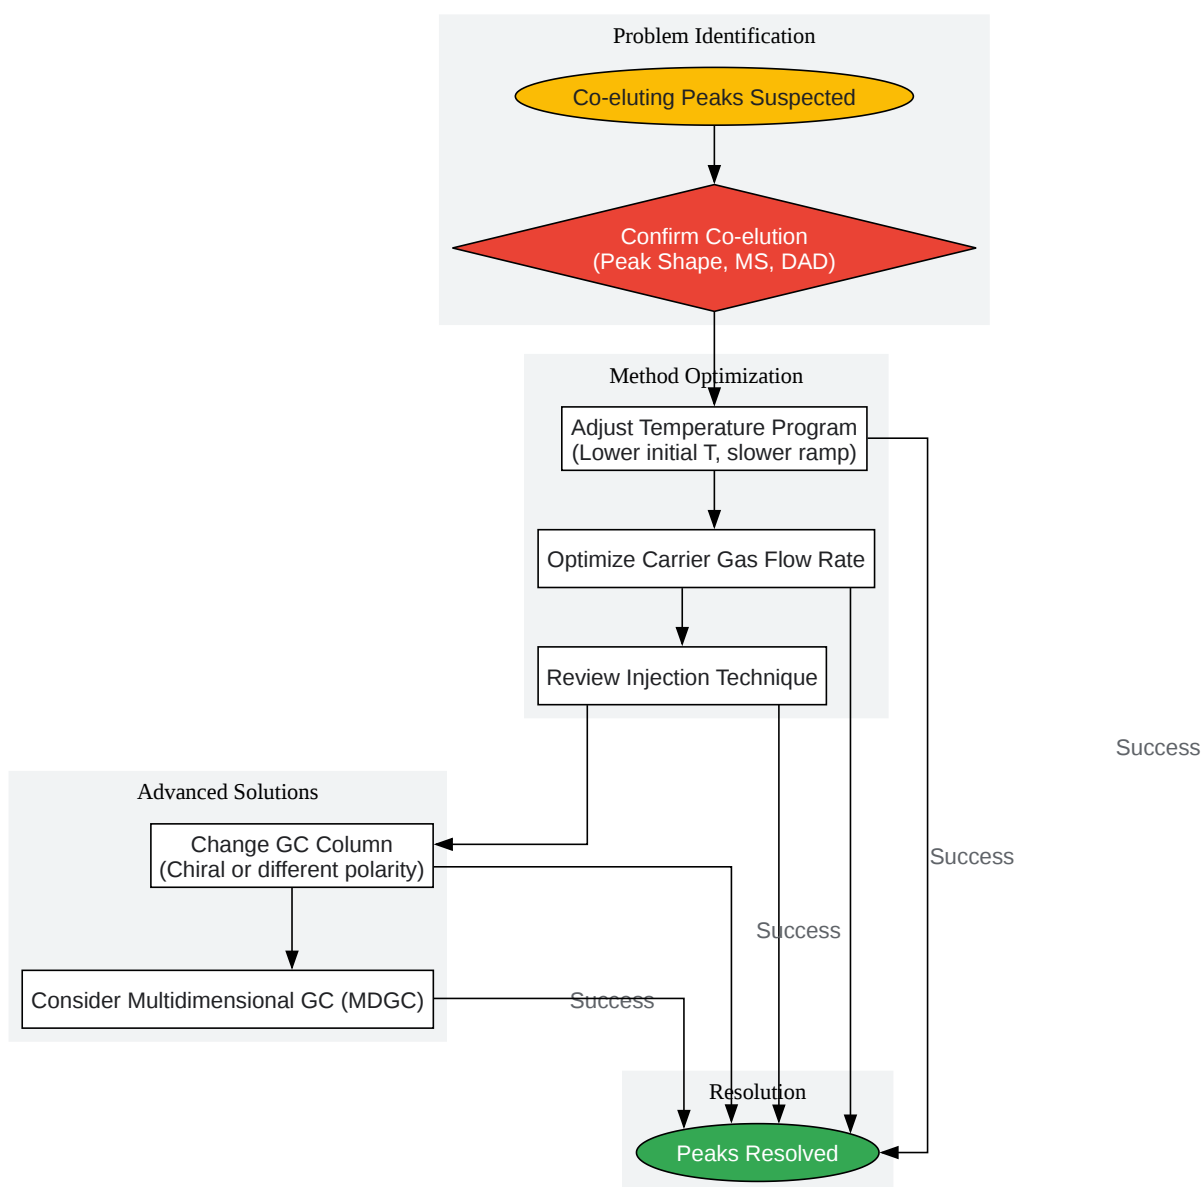 Problem Identification
Co-eluting Peaks Suspected
Confirm Co-elution
(Peak Shape, MS, DAD)
Method Optimization
Adjust Temperature Program
(Lower initial T, slower ramp)
Optimize Carrier Gas Flow Rate
Review Injection Technique
Success
Advanced Solutions
Change GC Column
(Chiral or different polarity)
Success
Success
Consider Multidimensional GC (MDGC)
Success
Resolution
Peaks Resolved